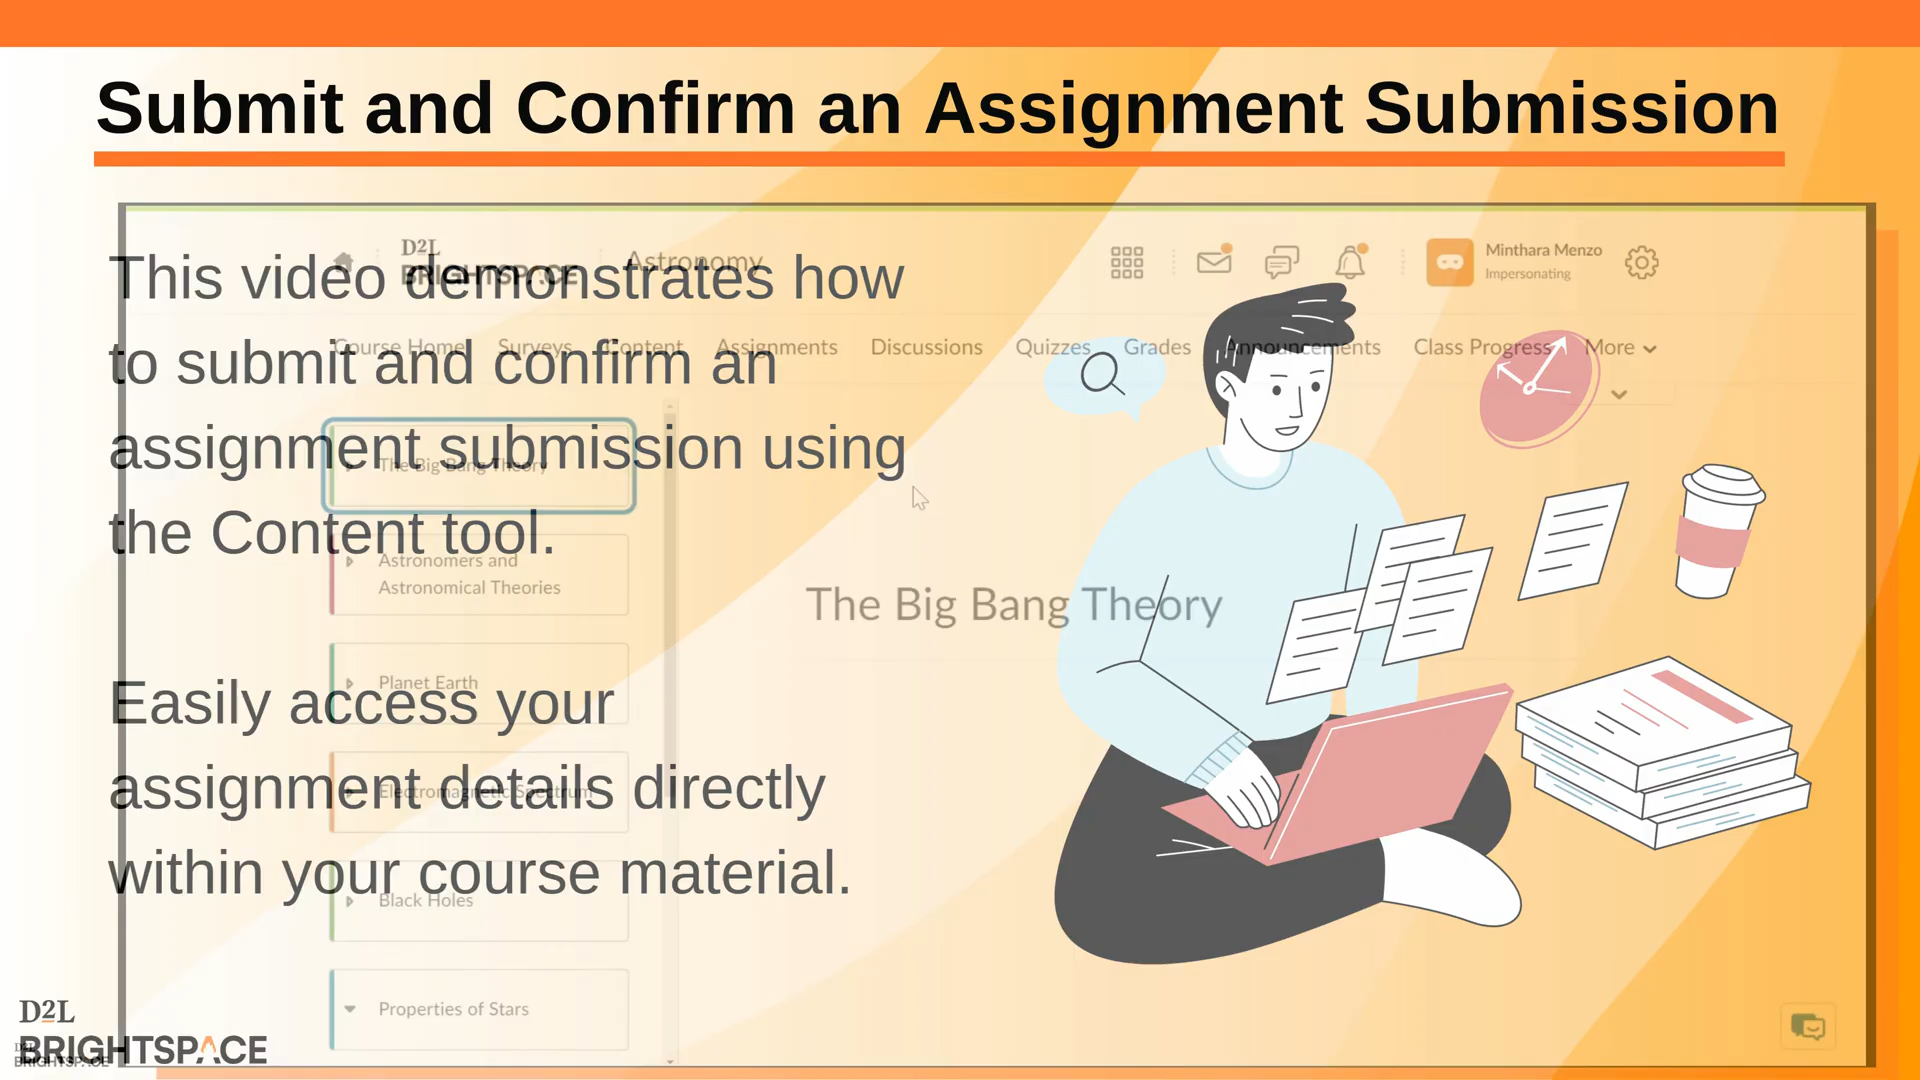 Submit and Confirm an Assignment Submission
This video demonstrates how
to submit and confirm an
assignment submission using
the Content tool.
Easily access your
assignment details directly
within your course material.
D2L
BRIGHTSPACE
Astronomy
Minthara Menzo
Impersonating
Course Home
Surveys
Content
Assignments
Discussions
Quizzes
Grades
Announcements
Class Progress
More
The Big Bang Theory
Astronomers and
Astronomical Theories
Planet Earth
Electromagnetic Spectrum
Black Holes
Properties of Stars
The Big Bang Theory
D2L
BRIGHTSPACE
D2L
BRIGHTSPACE